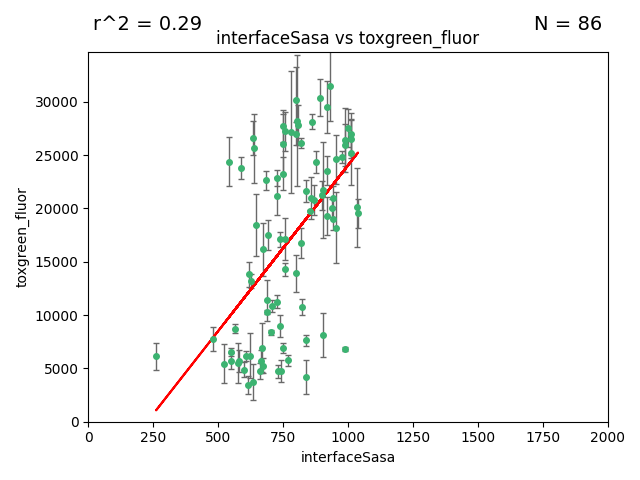 r^2 = 0.29
N = 86
interfaceSasa vs toxgreen_fluor
toxgreen_fluor
30000
25000
20000
15000
10000
5000
0
0 250 500 750 1000 1250 1500 1750 2000
interfaceSasa